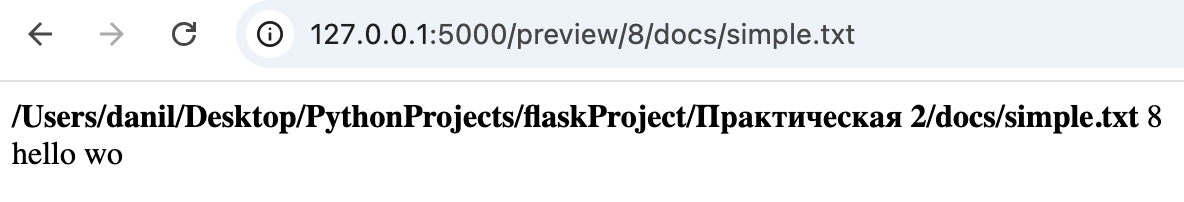 127.0.0.1:5000/preview/8/docs/simple.txt
/Users/danil/Desktop/PythonProjects/flaskProject/Практическая 2/docs/simple.txt 8
hello wo